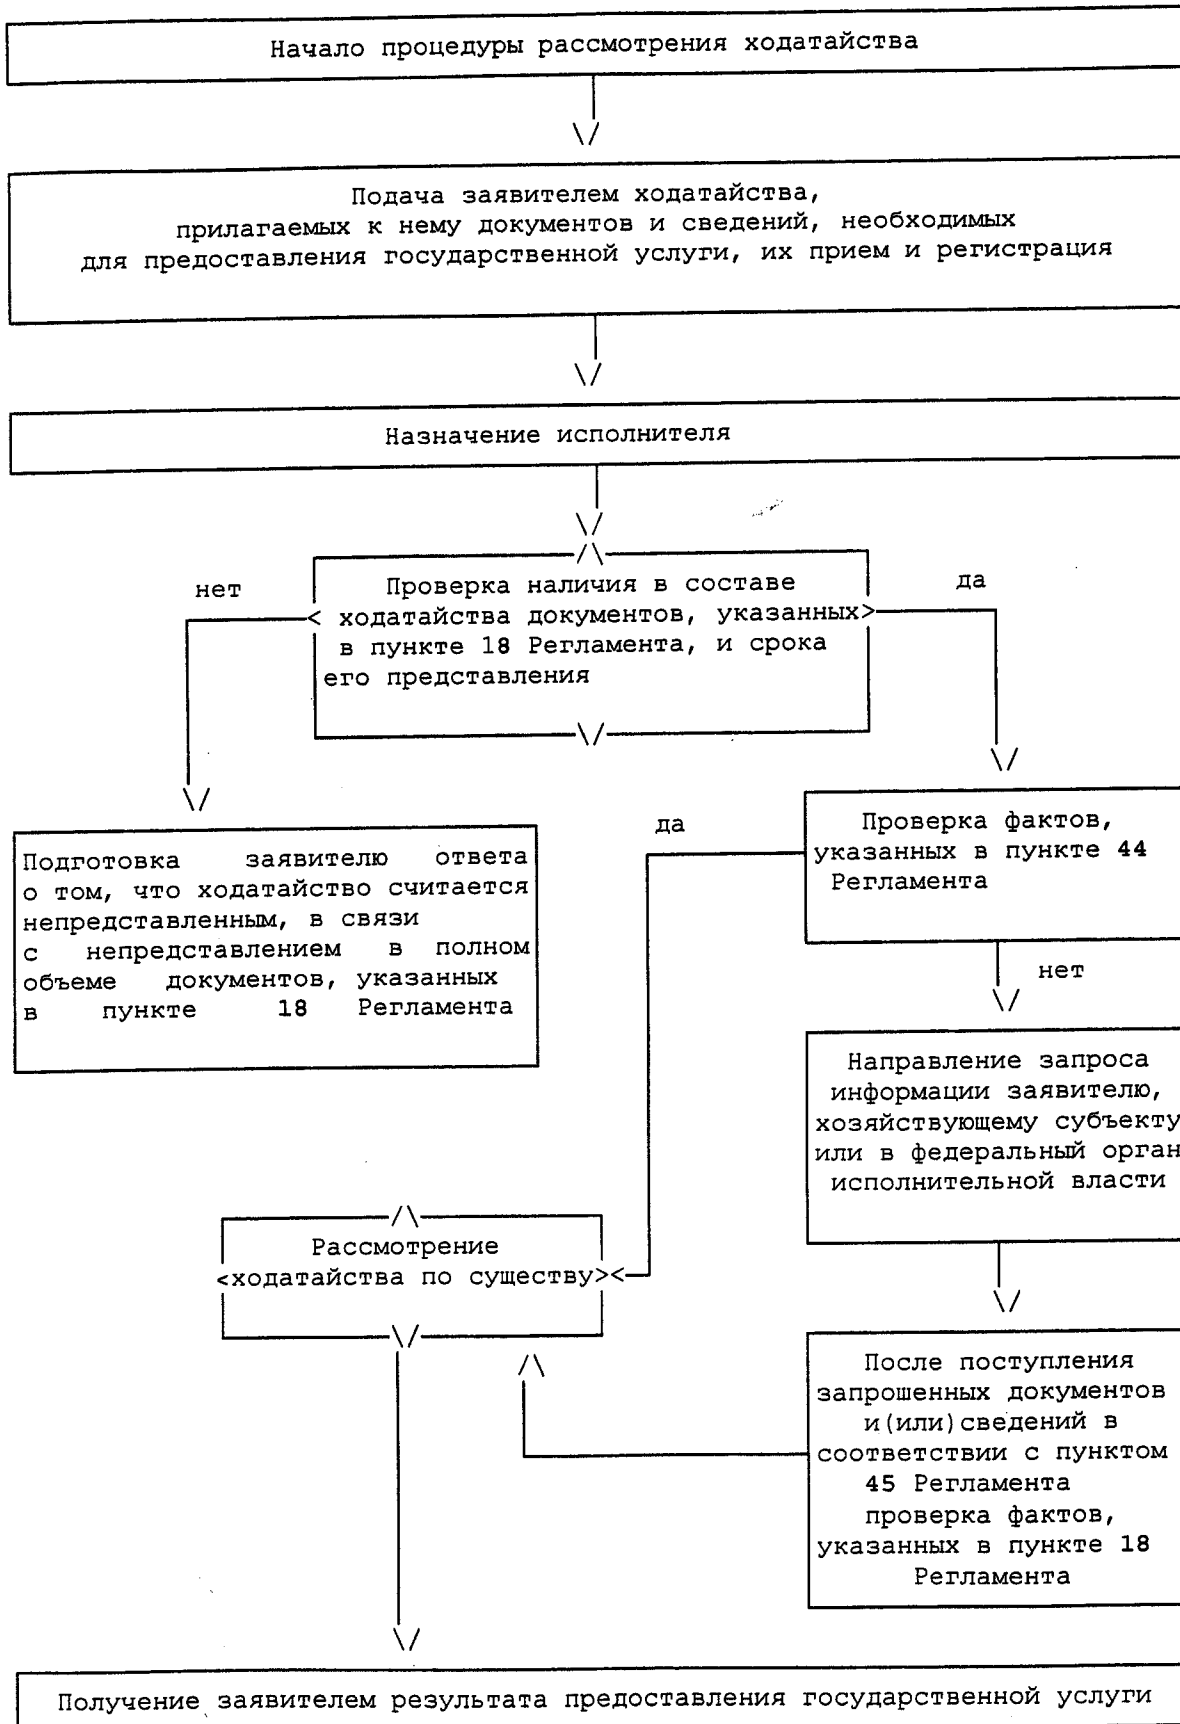 Начало процедуры рассмотрения ходатайства
Подача заявителем ходатайства,
прилагаемых к нему документов и сведений, необходимых
для предоставления государственной услуги, их прием и регистрация
Назначение исполнителя
нет
Проверка наличия в составе
ходатайства документов, указанных
в пункте 18 Регламента, и срока
его представления
да
Подготовка заявителю ответа
о том, что ходатайство считается
непредставленным, в связи
с непредставлением в полном
объеме документов, указанных
в пункте 18 Регламента
да
Проверка фактов,
указанных в пункте 44
Регламента
нет
Направление запроса
информации заявителю,
хозяйствующему субъекту
или в федеральный орган
исполнительной власти
Рассмотрение
ходатайства по существу
После поступления
запрошенных документов
и(или)сведений в
соответствии с пунктом
45 Регламента
проверка фактов,
указанных в пункте 18
Регламента
Получение заявителем результата предоставления государственной услуги